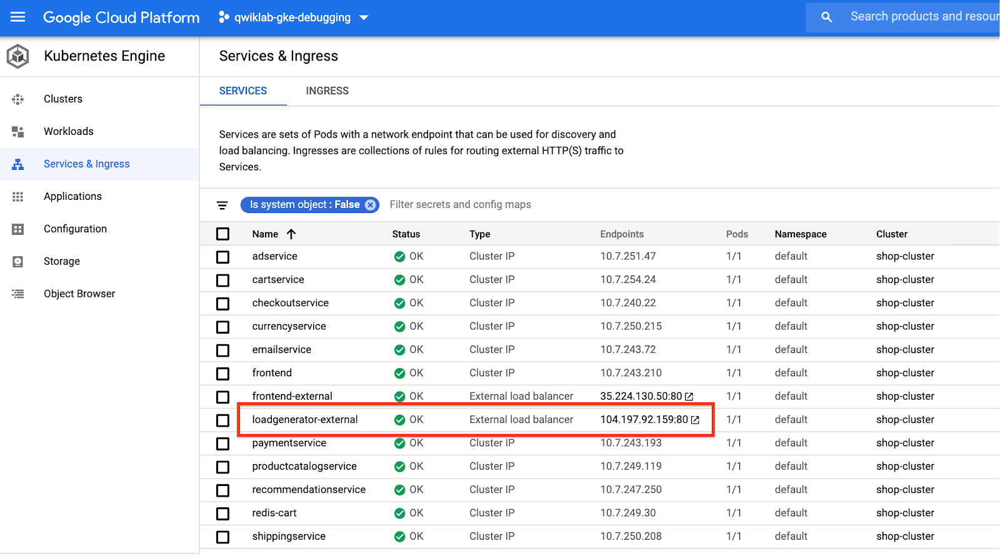 Google Cloud Platform qwiklab-gke-debugging Search products and resour
Kubernetes Engine
Clusters
Workloads
Services & Ingress
Applications
Configuration
Storage
Object Browser
Services & Ingress
SERVICES INGRESS
Services are sets of Pods with a network endpoint that can be used for discovery and
load balancing. Ingresses are collections of rules for routing external HTTP(S) traffic to
Services.
Is system object : False Filter secrets and config maps
Name Status Type Endpoints Pods Namespace Cluster
adservice OK Cluster IP 10.7.251.47 1/1 default shop-cluster
cartservice OK Cluster IP 10.7.254.24 1/1 default shop-cluster
checkoutservice OK Cluster IP 10.7.240.22 1/1 default shop-cluster
currencyservice OK Cluster IP 10.7.250.215 1/1 default shop-cluster
emailservice OK Cluster IP 10.7.243.72 1/1 default shop-cluster
frontend OK Cluster IP 10.7.243.210 1/1 default shop-cluster
frontend-external OK External load balancer 35.224.130.50:80 1/1 default shop-cluster
loadgenerator-external OK External load balancer 104.197.92.159:80 1/1 default shop-cluster
paymentservice OK Cluster IP 10.7.243.193 1/1 default shop-cluster
productcatalogservice OK Cluster IP 10.7.249.119 1/1 default shop-cluster
recommendationservice OK Cluster IP 10.7.247.250 1/1 default shop-cluster
redis-cart OK Cluster IP 10.7.249.30 1/1 default shop-cluster
shippingservice OK Cluster IP 10.7.250.208 1/1 default shop-cluster